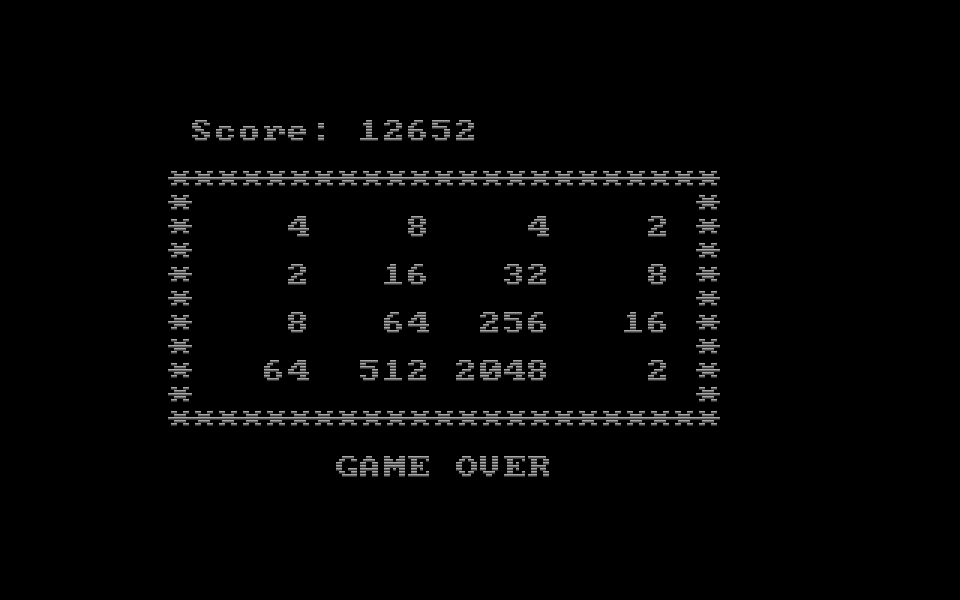 Score: 12652
***********************
*                     *
*    4    8    4    2 *
*                     *
*    2   16   32    8 *
*                     *
*    8   64  256   16 *
*                     *
*   64  512 2048    2 *
*                     *
***********************
GAME OVER